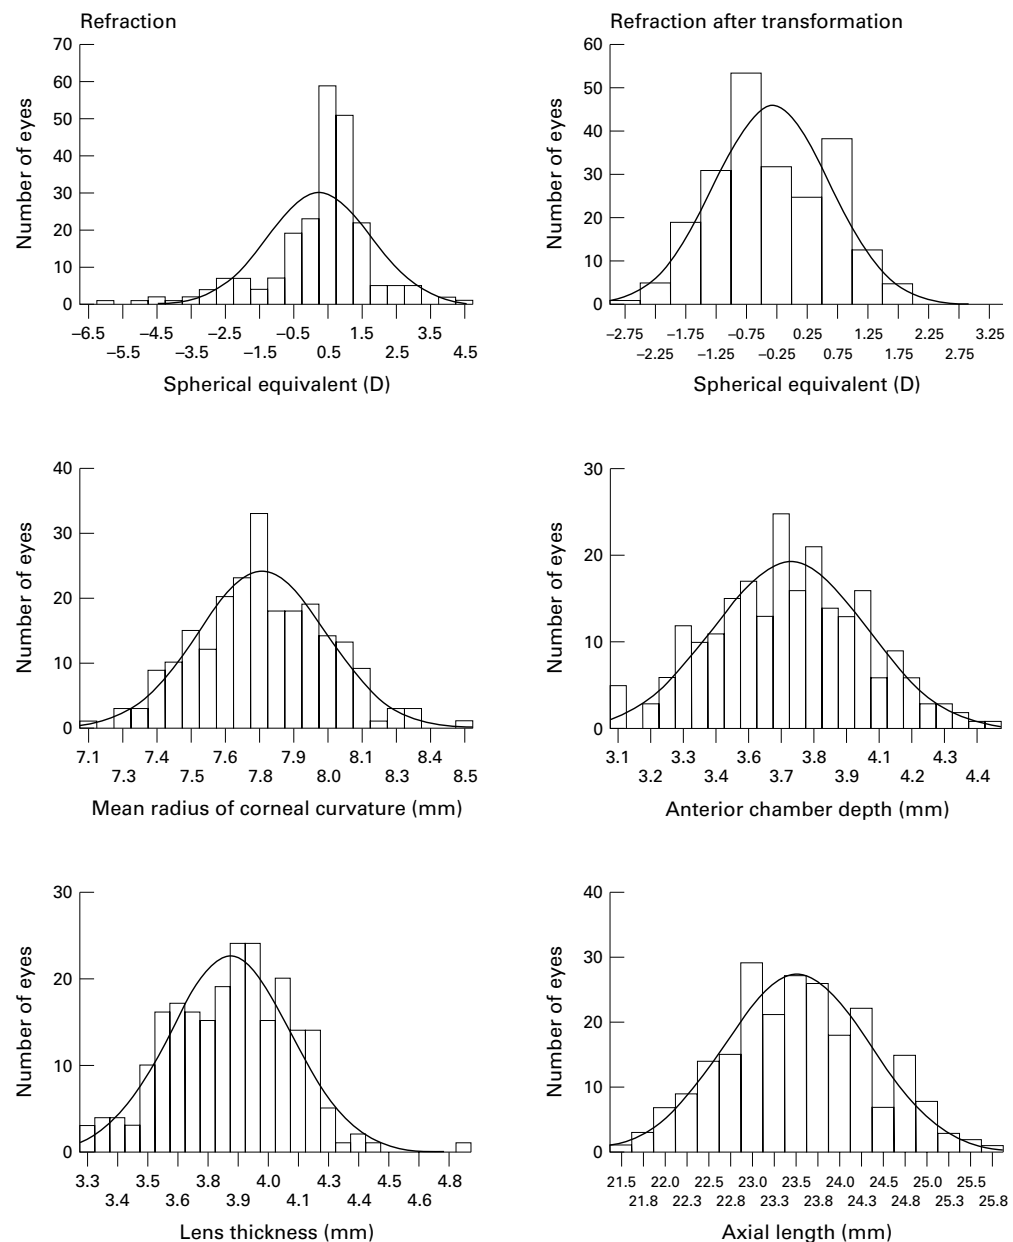 Refraction
70
60
50
40
30
20
10
0
Number of eyes
–6.5 –4.5 –2.5 –0.5 1.5 3.5
–5.5 –3.5 –1.5 0.5 2.5 4.5
Spherical equivalent (D)
Refraction after transformation
60
50
40
30
20
10
0
Number of eyes
–2.75 –1.75 –0.75 0.25 1.25 2.25 3.25
–2.25 –1.25 –0.25 0.75 1.75 2.75
Spherical equivalent (D)
40
30
20
10
0
Number of eyes
7.1 7.4 7.6 7.9 8.1 8.4
7.3 7.5 7.8 8.0 8.3 8.5
Mean radius of corneal curvature (mm)
30
20
10
0
Number of eyes
3.1 3.3 3.6 3.8 4.1 4.3
3.2 3.4 3.7 3.9 4.2 4.4
Anterior chamber depth (mm)
30
20
10
0
Number of eyes
3.3 3.5 3.8 4.0 4.3 4.5 4.8
3.4 3.6 3.9 4.1 4.4 4.6
Lens thickness (mm)
40
30
20
10
0
Number of eyes
21.5 22.0 22.5 23.0 23.5 24.0 24.5 25.0 25.5
21.8 22.3 22.8 23.3 23.8 24.3 24.8 25.3 25.8
Axial length (mm)